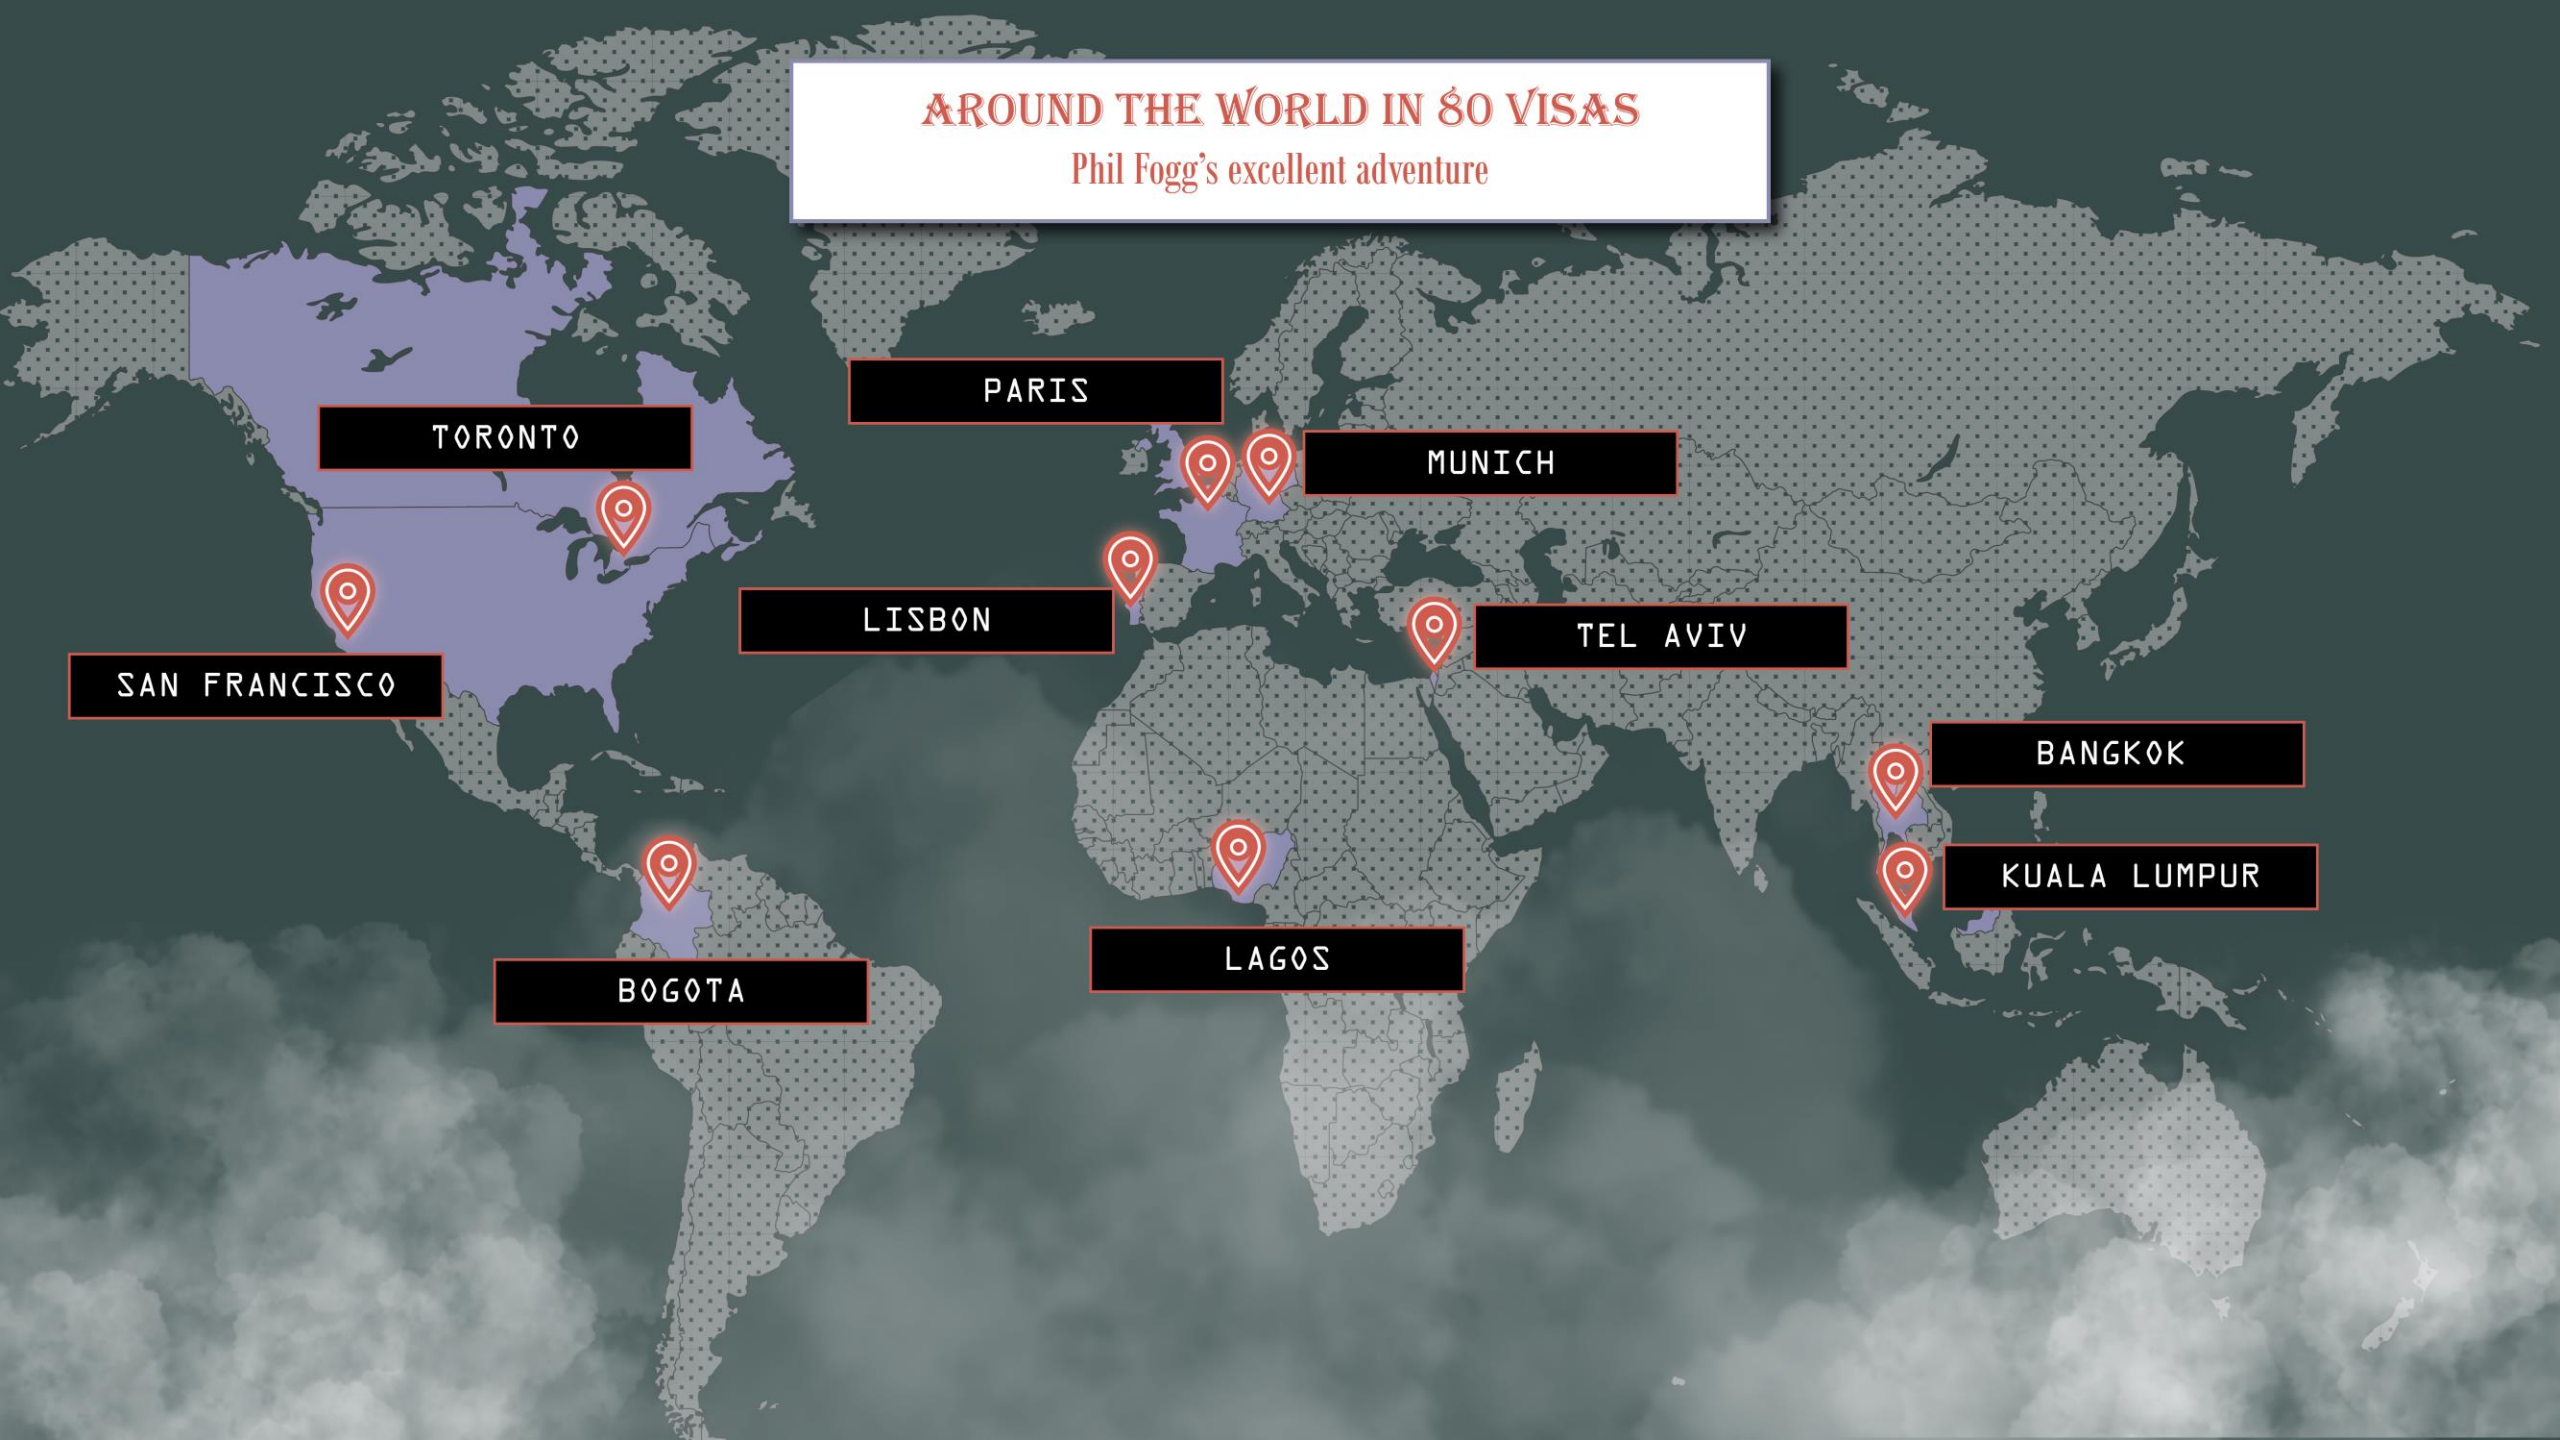 AROUND THE WORLD IN 80 VISAS
Phil Fogg's excellent adventure
PARIS
TORONTO
MUNICH
LISBON
TEL AVIV
SAN FRANCISCO
BANGKOK
KUALA LUMPUR
LAGOS
BOGOTA